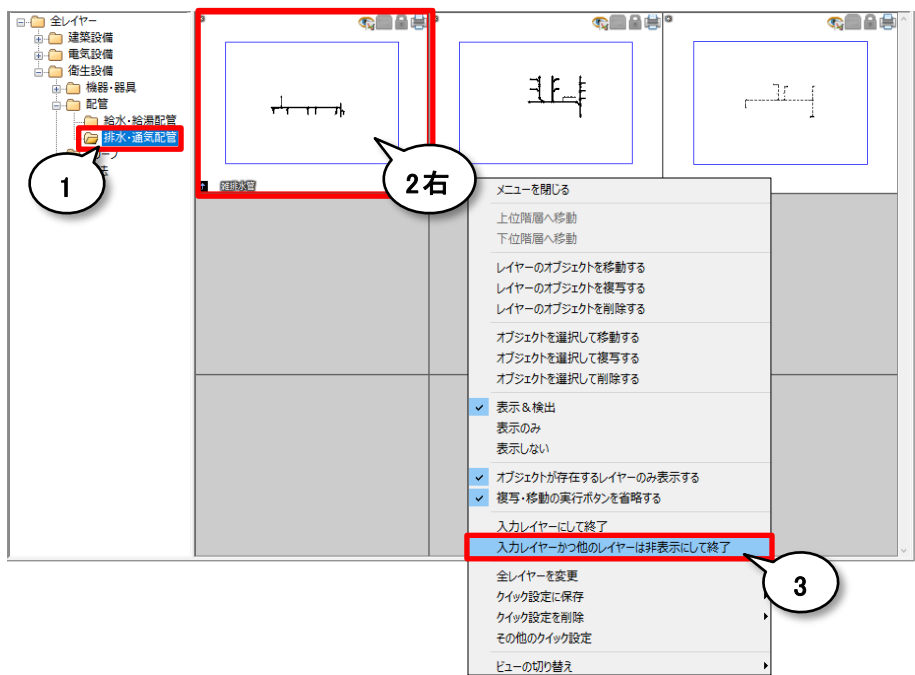 全レイヤー
建築設備
電気設備
衛生設備
機器・器具
配管
給水・給湯配管
排水・通気配管
1
雑排水管
2右
メニューを閉じる
上位階層へ移動
下位階層へ移動
レイヤーのオブジェクトを移動する
レイヤーのオブジェクトを複写する
レイヤーのオブジェクトを削除する
オブジェクトを選択して移動する
オブジェクトを選択して複写する
オブジェクトを選択して削除する
表示&検出
表示のみ
表示しない
オブジェクトが存在するレイヤーのみ表示する
複写・移動の実行ボタンを省略する
入力レイヤーにして終了
入力レイヤーかつ他のレイヤーは非表示にして終了
3
全レイヤーを変更
クイック設定に保存
クイック設定を削除
その他のクイック設定
ビューの切り替え